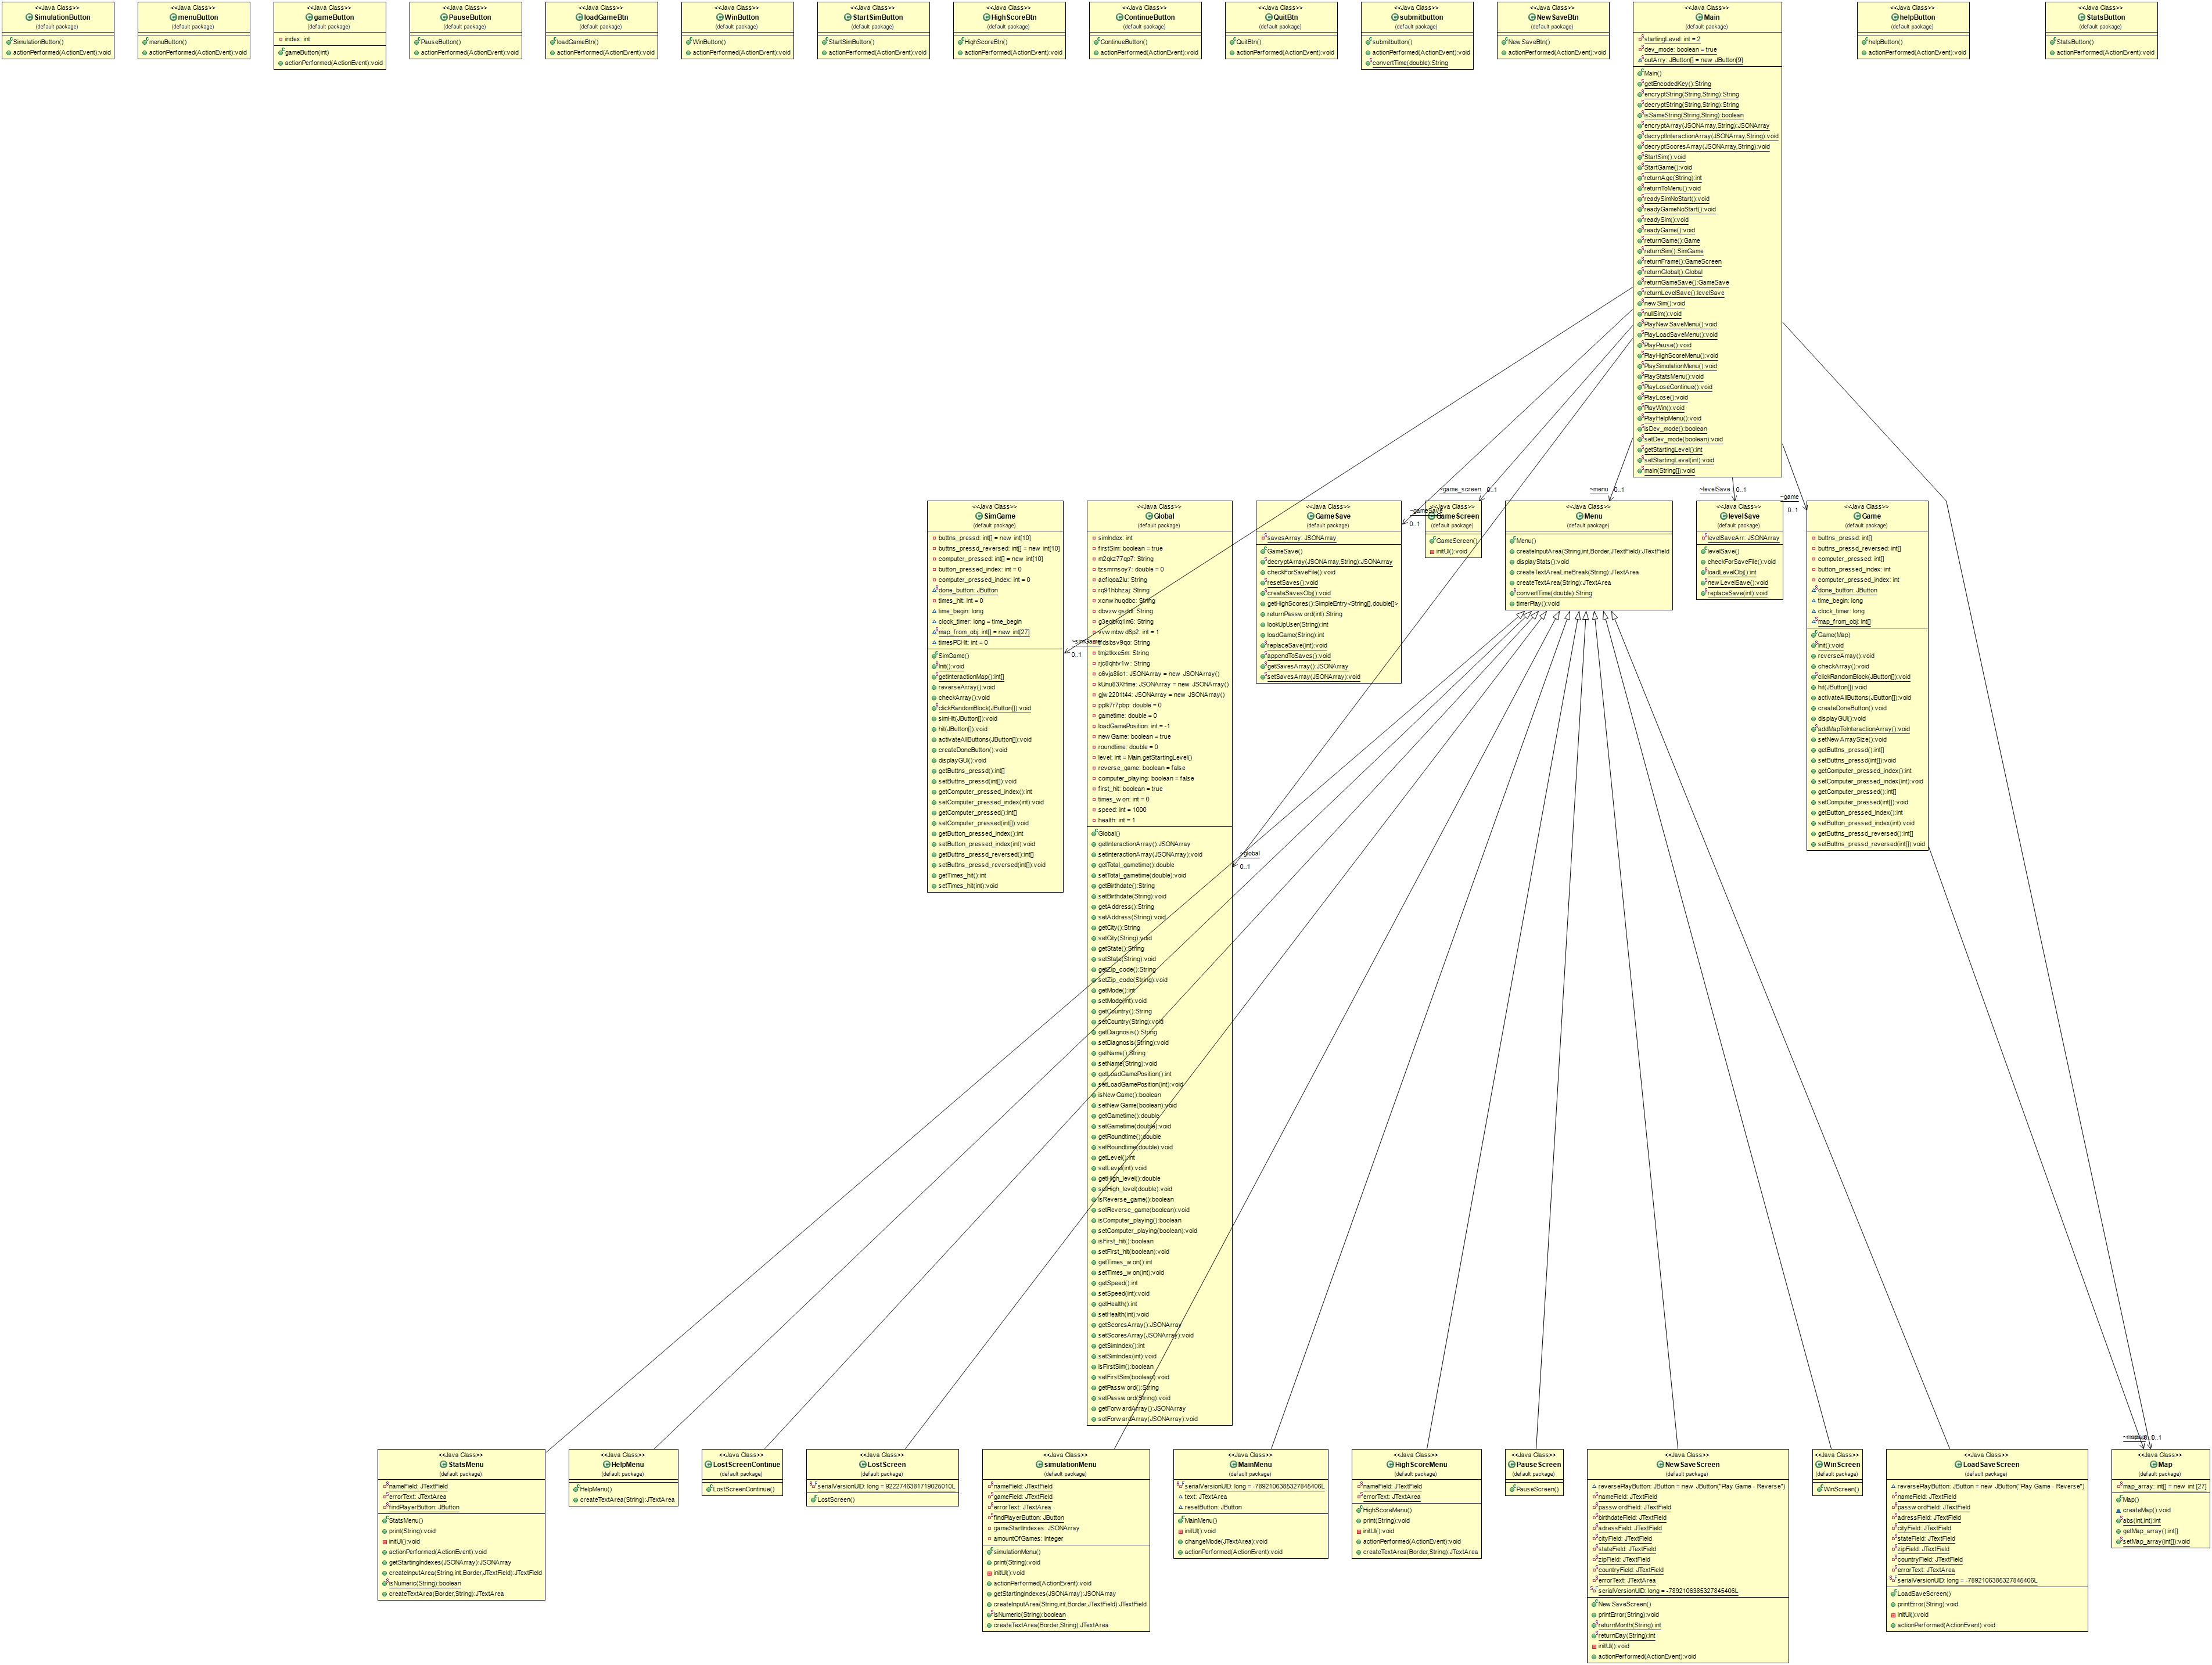 <<Java Class>>
SimulationButton
(default package)
SimulationButton()
actionPerformed(ActionEvent):void
<<Java Class>>
menuButton
(default package)
menuButton()
actionPerformed(ActionEvent):void
<<Java Class>>
gameButton
(default package)
index: int
gameButton(int)
actionPerformed(ActionEvent):void
<<Java Class>>
PauseButton
(default package)
PauseButton()
actionPerformed(ActionEvent):void
<<Java Class>>
loadGameBtn
(default package)
loadGameBtn()
actionPerformed(ActionEvent):void
<<Java Class>>
WinButton
(default package)
WinButton()
actionPerformed(ActionEvent):void
<<Java Class>>
StartSimButton
(default package)
StartSimButton()
actionPerformed(ActionEvent):void
<<Java Class>>
HighScoreBtn
(default package)
HighScoreBtn()
actionPerformed(ActionEvent):void
<<Java Class>>
ContinueButton
(default package)
ContinueButton()
actionPerformed(ActionEvent):void
<<Java Class>>
QuitBtn
(default package)
QuitBtn()
actionPerformed(ActionEvent):void
<<Java Class>>
submitbutton
(default package)
submitbutton()
actionPerformed(ActionEvent):void
convertTime(double):String
<<Java Class>>
NewSaveBtn
(default package)
NewSaveBtn()
actionPerformed(ActionEvent):void
<<Java Class>>
Main
(default package)
startingLevel: int = 2
dev_mode: boolean = true
outArry: JButton[] = new JButton[9]
Main()
getEncodedKey():String
encryptString(String,String):String
decryptString(String,String):String
isSameString(String,String):boolean
encryptArray(JSONArray,String):JSONArray
decryptInteractionArray(JSONArray,String):void
decryptScoresArray(JSONArray,String):void
StartSim():void
StartGame():void
returnAge(String):int
returnToMenu():void
readySimNoStart():void
readyGameNoStart():void
readySim():void
readyGame():void
returnGame():Game
returnSim():SimGame
returnFrame():GameScreen
returnGlobal():Global
returnGameSave():GameSave
returnLevelSave():levelSave
newSim():void
nullSim():void
PlayNewSaveMenu():void
PlayLoadSaveMenu():void
PlayPause():void
PlayHighScoreMenu():void
PlaySimulationMenu():void
PlayStatsMenu():void
PlayLoseContinue():void
PlayLose():void
PlayWin():void
PlayHelpMenu():void
isDev_mode():boolean
setDev_mode(boolean):void
getStartingLevel():int
setStartingLevel(int):void
main(String[]):void
<<Java Class>>
helpButton
(default package)
helpButton()
actionPerformed(ActionEvent):void
<<Java Class>>
StatsButton
(default package)
StatsButton()
actionPerformed(ActionEvent):void
<<Java Class>>
SimGame
(default package)
buttns_pressd: int[] = new int[10]
buttns_pressd_reversed: int[] = new int[10]
computer_pressed: int[] = new int[10]
button_pressed_index: int = 0
computer_pressed_index: int = 0
done_button: JButton
times_hit: int = 0
time_begin: long
clock_timer: long = time_begin
map_from_obj: int[] = new int[27]
timesPCHit: int = 0
SimGame()
init():void
getInteractionMap():int[]
reverseArray():void
checkArray():void
clickRandomBlock(JButton[]):void
simHit(JButton[]):void
hit(JButton[]):void
activateAllButtons(JButton[]):void
createDoneButton():void
displayGUI():void
getButtns_pressd():int[]
setButtns_pressd(int[]):void
getComputer_pressed_index():int
setComputer_pressed_index(int):void
getComputer_pressed():int[]
setComputer_pressed(int[]):void
getButton_pressed_index():int
setButton_pressed_index(int):void
getButtns_pressd_reversed():int[]
setButtns_pressd_reversed(int[]):void
getTimes_hit():int
setTimes_hit(int):void
~simGame
0..1
<<Java Class>>
Global
(default package)
simIndex: int
firstSim: boolean = true
m2qkz77qp7: String
tzsmrnsoy7: double = 0
acfiqoa2lu: String
rq91hbhzaj: String
xcnwhuqdbc: String
dbvzwgsddi: String
g3eqbkq1m6: String
vvwmbwd6p2: int = 1
tmjztkxe5m: String
rjc8qhtv1w: String
o6vja8lio1: JSONArray = new JSONArray()
kUnu83XHme: JSONArray = new JSONArray()
gjw2201t44: JSONArray = new JSONArray()
pplk7r7pbp: double = 0
gametime: double = 0
loadGamePosition: int = -1
newGame: boolean = true
roundtime: double = 0
level: int = Main.getStartingLevel()
reverse_game: boolean = false
computer_playing: boolean = false
first_hit: boolean = true
times_won: int = 0
speed: int = 1000
health: int = 1
Global()
getInteractionArray():JSONArray
setInteractionArray(JSONArray):void
getTotal_gametime():double
setTotal_gametime(double):void
getBirthdate():String
setBirthdate(String):void
getAddress():String
setAddress(String):void
getCity():String
setCity(String):void
getState():String
setState(String):void
getZip_code():String
setZip_code(String):void
getMode():int
setMode(int):void
getCountry():String
setCountry(String):void
getDiagnosis():String
setDiagnosis(String):void
getName():String
setName(String):void
getLoadGamePosition():int
setLoadGamePosition(int):void
isNewGame():boolean
setNewGame(boolean):void
getGametime():double
setGametime(double):void
getRoundtime():double
setRoundtime(double):void
getLevel():int
setLevel(int):void
getHigh_level():double
setHigh_level(double):void
isReverse_game():boolean
setReverse_game(boolean):void
isComputer_playing():boolean
setComputer_playing(boolean):void
isFirst_hit():boolean
setFirst_hit(boolean):void
getTimes_won():int
setTimes_won(int):void
getSpeed():int
setSpeed(int):void
getHealth():int
setHealth(int):void
getScoresArray():JSONArray
setScoresArray(JSONArray):void
getSimIndex():int
setSimIndex(int):void
isFirstSim():boolean
setFirstSim(boolean):void
getPassword():String
setPassword(String):void
getForwardArray():JSONArray
setForwardArray(JSONArray):void
~global
0..1
<<Java Class>>
GameSave
(default package)
savesArray: JSONArray
GameSave()
decryptArray(JSONArray,String):JSONArray
checkForSaveFile():void
resetSaves():void
createSavesObj():void
getHighScores():SimpleEntry<String[],double[]>
returnPassword(int):String
lookUpUser(String):int
loadGame(String):int
replaceSave(int):void
appendToSaves():void
getSavesArray():JSONArray
setSavesArray(JSONArray):void
~gameSave
0..1
~game_screen
0..1
<<Java Class>>
GameScreen
(default package)
GameScreen()
initUI():void
~menu
0..1
<<Java Class>>
Menu
(default package)
Menu()
createInputArea(String,int,Border,JTextField):JTextField
displayStats():void
createTextAreaLineBreak(String):JTextArea
createTextArea(String):JTextArea
convertTime(double):String
timerPlay():void
~levelSave
0..1
<<Java Class>>
levelSave
(default package)
levelSaveArr: JSONArray
levelSave()
checkForSaveFile():void
loadLevelObj():int
newLevelSave():void
replaceSave(int):void
~game
0..1
<<Java Class>>
Game
(default package)
buttns_pressd: int[]
buttns_pressd_reversed: int[]
computer_pressed: int[]
button_pressed_index: int
computer_pressed_index: int
done_button: JButton
time_begin: long
clock_timer: long
map_from_obj: int[]
Game(Map)
init():void
reverseArray():void
checkArray():void
clickRandomBlock(JButton[]):void
hit(JButton[]):void
activateAllButtons(JButton[]):void
createDoneButton():void
displayGUI():void
addMapToInteractionArray():void
setNewArraySize():void
getButtns_pressd():int[]
setButtns_pressd(int[]):void
getComputer_pressed_index():int
setComputer_pressed_index(int):void
getComputer_pressed():int[]
setComputer_pressed(int[]):void
getButton_pressed_index():int
setButton_pressed_index(int):void
getButtns_pressd_reversed():int[]
setButtns_pressd_reversed(int[]):void
<<Java Class>>
StatsMenu
(default package)
nameField: JTextField
errorText: JTextArea
findPlayerButton: JButton
StatsMenu()
print(String):void
initUI():void
actionPerformed(ActionEvent):void
getStartingIndexes(JSONArray):JSONArray
createInputArea(String,int,Border,JTextField):JTextField
isNumeric(String):boolean
createTextArea(Border,String):JTextArea
<<Java Class>>
HelpMenu
(default package)
HelpMenu()
createTextArea(String):JTextArea
<<Java Class>>
LostScreenContinue
(default package)
LostScreenContinue()
<<Java Class>>
LostScreen
(default package)
serialVersionUID: long = 9222746381719025010L
LostScreen()
<<Java Class>>
simulationMenu
(default package)
nameField: JTextField
gameField: JTextField
errorText: JTextArea
findPlayerButton: JButton
gameStartIndexes: JSONArray
amountOfGames: Integer
simulationMenu()
print(String):void
initUI():void
actionPerformed(ActionEvent):void
getStartingIndexes(JSONArray):JSONArray
createInputArea(String,int,Border,JTextField):JTextField
isNumeric(String):boolean
createTextArea(Border,String):JTextArea
<<Java Class>>
MainMenu
(default package)
serialVersionUID: long = -7892106385327845406L
text: JTextArea
resetButton: JButton
MainMenu()
initUI():void
changeMode(JTextArea):void
actionPerformed(ActionEvent):void
<<Java Class>>
HighScoreMenu
(default package)
nameField: JTextField
errorText: JTextArea
HighScoreMenu()
print(String):void
initUI():void
actionPerformed(ActionEvent):void
createTextArea(Border,String):JTextArea
<<Java Class>>
PauseScreen
(default package)
PauseScreen()
<<Java Class>>
NewSaveScreen
(default package)
reversePlayButton: JButton = new JButton("Play Game - Reverse")
nameField: JTextField
passwordField: JTextField
birthdateField: JTextField
adressField: JTextField
cityField: JTextField
stateField: JTextField
zipField: JTextField
countryField: JTextField
errorText: JTextArea
serialVersionUID: long = -7892106385327845406L
NewSaveScreen()
printError(String):void
returnMonth(String):int
returnDay(String):int
initUI():void
actionPerformed(ActionEvent):void
<<Java Class>>
WinScreen
(default package)
WinScreen()
<<Java Class>>
LoadSaveScreen
(default package)
reversePlayButton: JButton = new JButton("Play Game - Reverse")
nameField: JTextField
passwordField: JTextField
adressField: JTextField
cityField: JTextField
stateField: JTextField
zipField: JTextField
countryField: JTextField
errorText: JTextArea
serialVersionUID: long = -7892106385327845406L
LoadSaveScreen()
printError(String):void
initUI():void
actionPerformed(ActionEvent):void
0..1
<<Java Class>>
Map
(default package)
map_array: int[] = new int[27]
Map()
createMap():void
abs(int,int):int
getMap_array():int[]
setMap_array(int[]):void